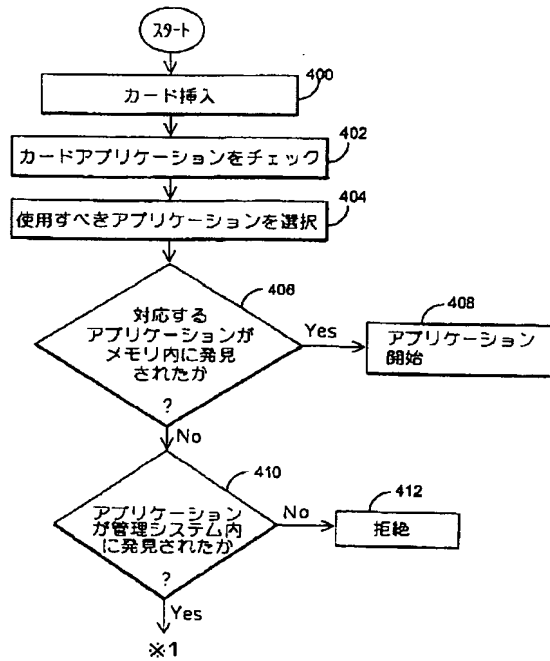 スタート
400
カード挿入
402
カードアプリケーションをチェック
404
使用すべきアプリケーションを選択
406
対応する
アプリケーションが
メモリ内に発見
されたか
?
Yes
408
アプリケーション
開始
No
410
アプリケーション
が管理システム内
に発見されたか
?
No
412
拒絶
Yes
※1